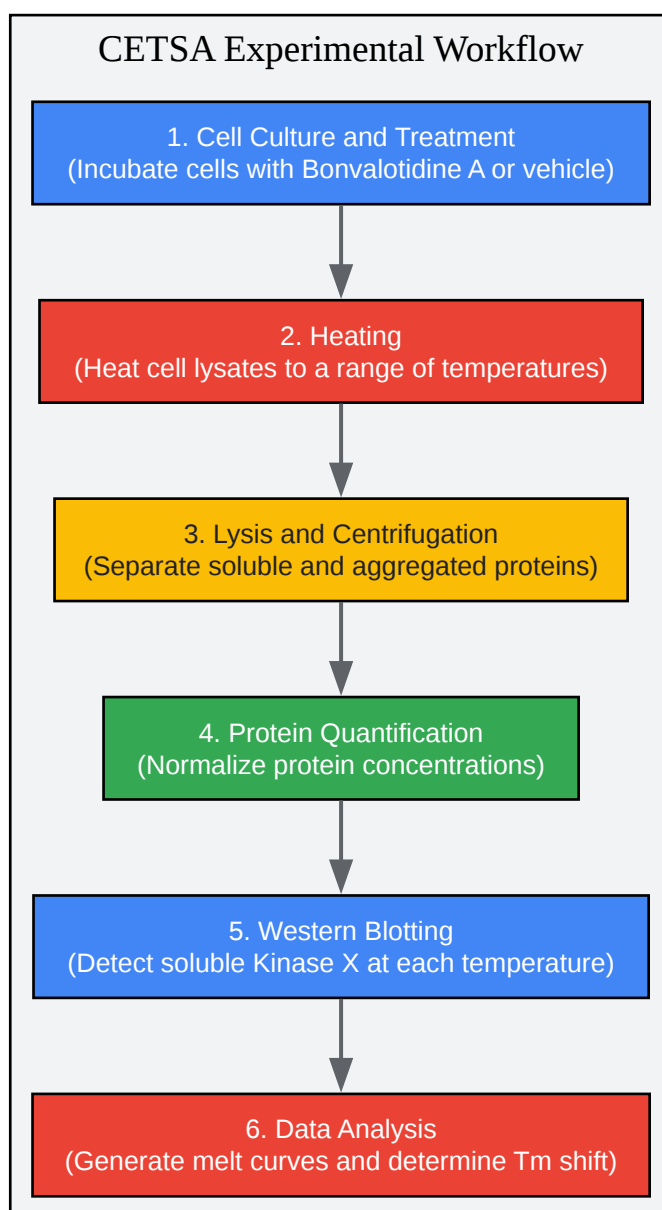 CETSA Experimental Workflow
1. Cell Culture and Treatment
(Incubate cells with Bonvalotidine A or vehicle)
2. Heating
(Heat cell lysates to a range of temperatures)
3. Lysis and Centrifugation
(Separate soluble and aggregated proteins)
4. Protein Quantification
(Normalize protein concentrations)
5. Western Blotting
(Detect soluble Kinase X at each temperature)
6. Data Analysis
(Generate melt curves and determine Tm shift)